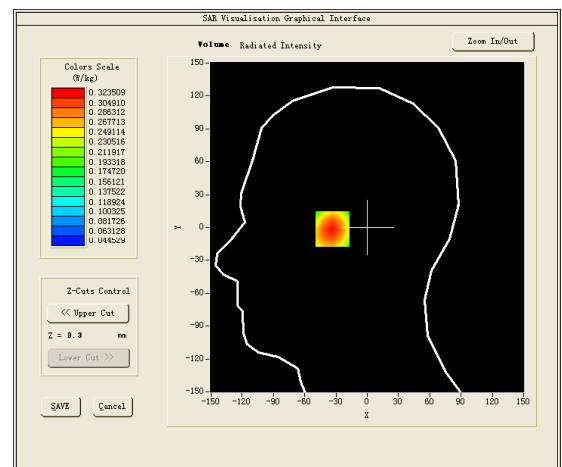 SAR Visualisation Graphical Interface
Volume Radiated Intensity
Zoom In/Out
Colors Scale
(W/kg)
0.323509
0.304910
0.286312
0.267713
0.249114
0.230516
0.211917
0.193318
0.174720
0.156121
0.137522
0.118924
0.100325
0.081726
0.063128
0.044529
Z-Cuts Control
<< Upper Cut
Z = 0.3 mm
Lower Cut >>
SAVE Cancel
150
120
90
60
30
0
-30
-60
-90
-120
-150
Y
-150 -120 -90 -60 -30 0 30 60 90 120 150
X